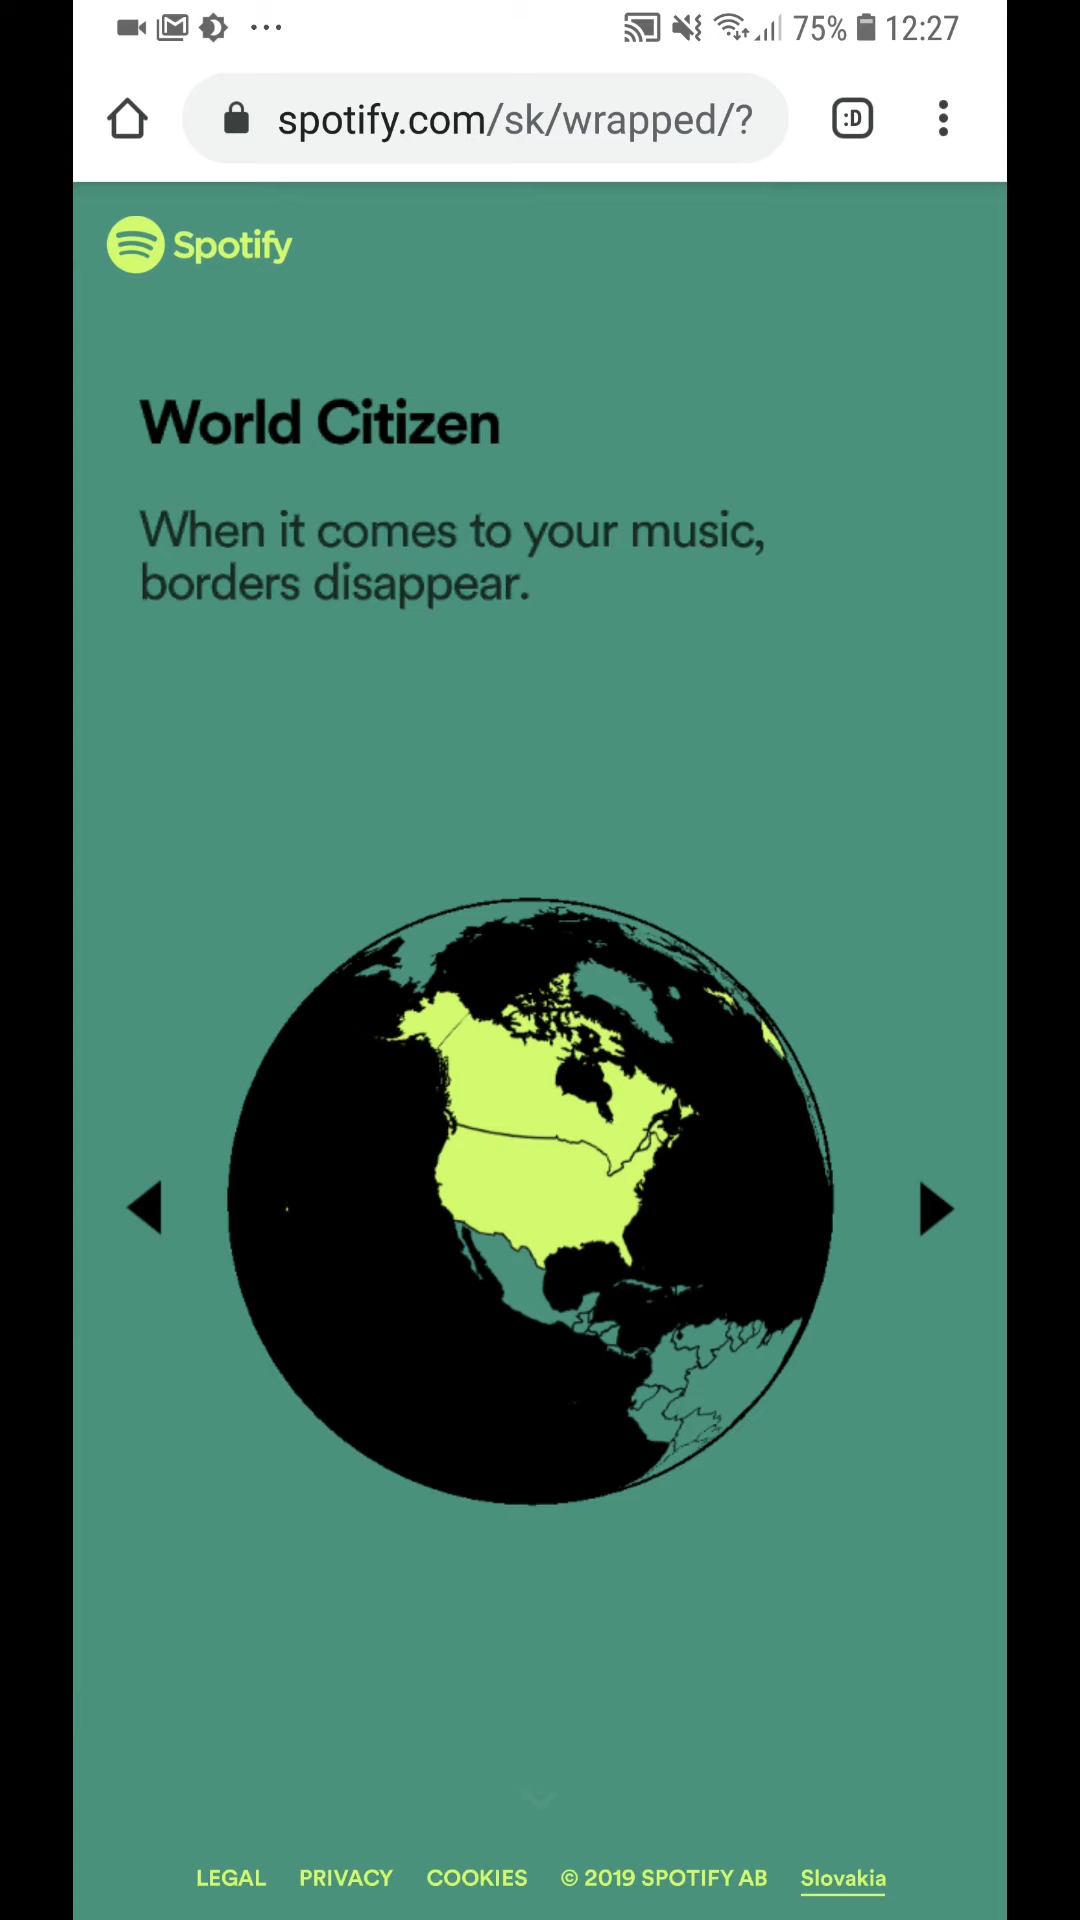 75% 12:27
spotify.com/sk/wrapped/?
:D
Spotify
World Citizen
When it comes to your music,
borders disappear.
LEGAL PRIVACY COOKIES © 2019 SPOTIFY AB Slovakia